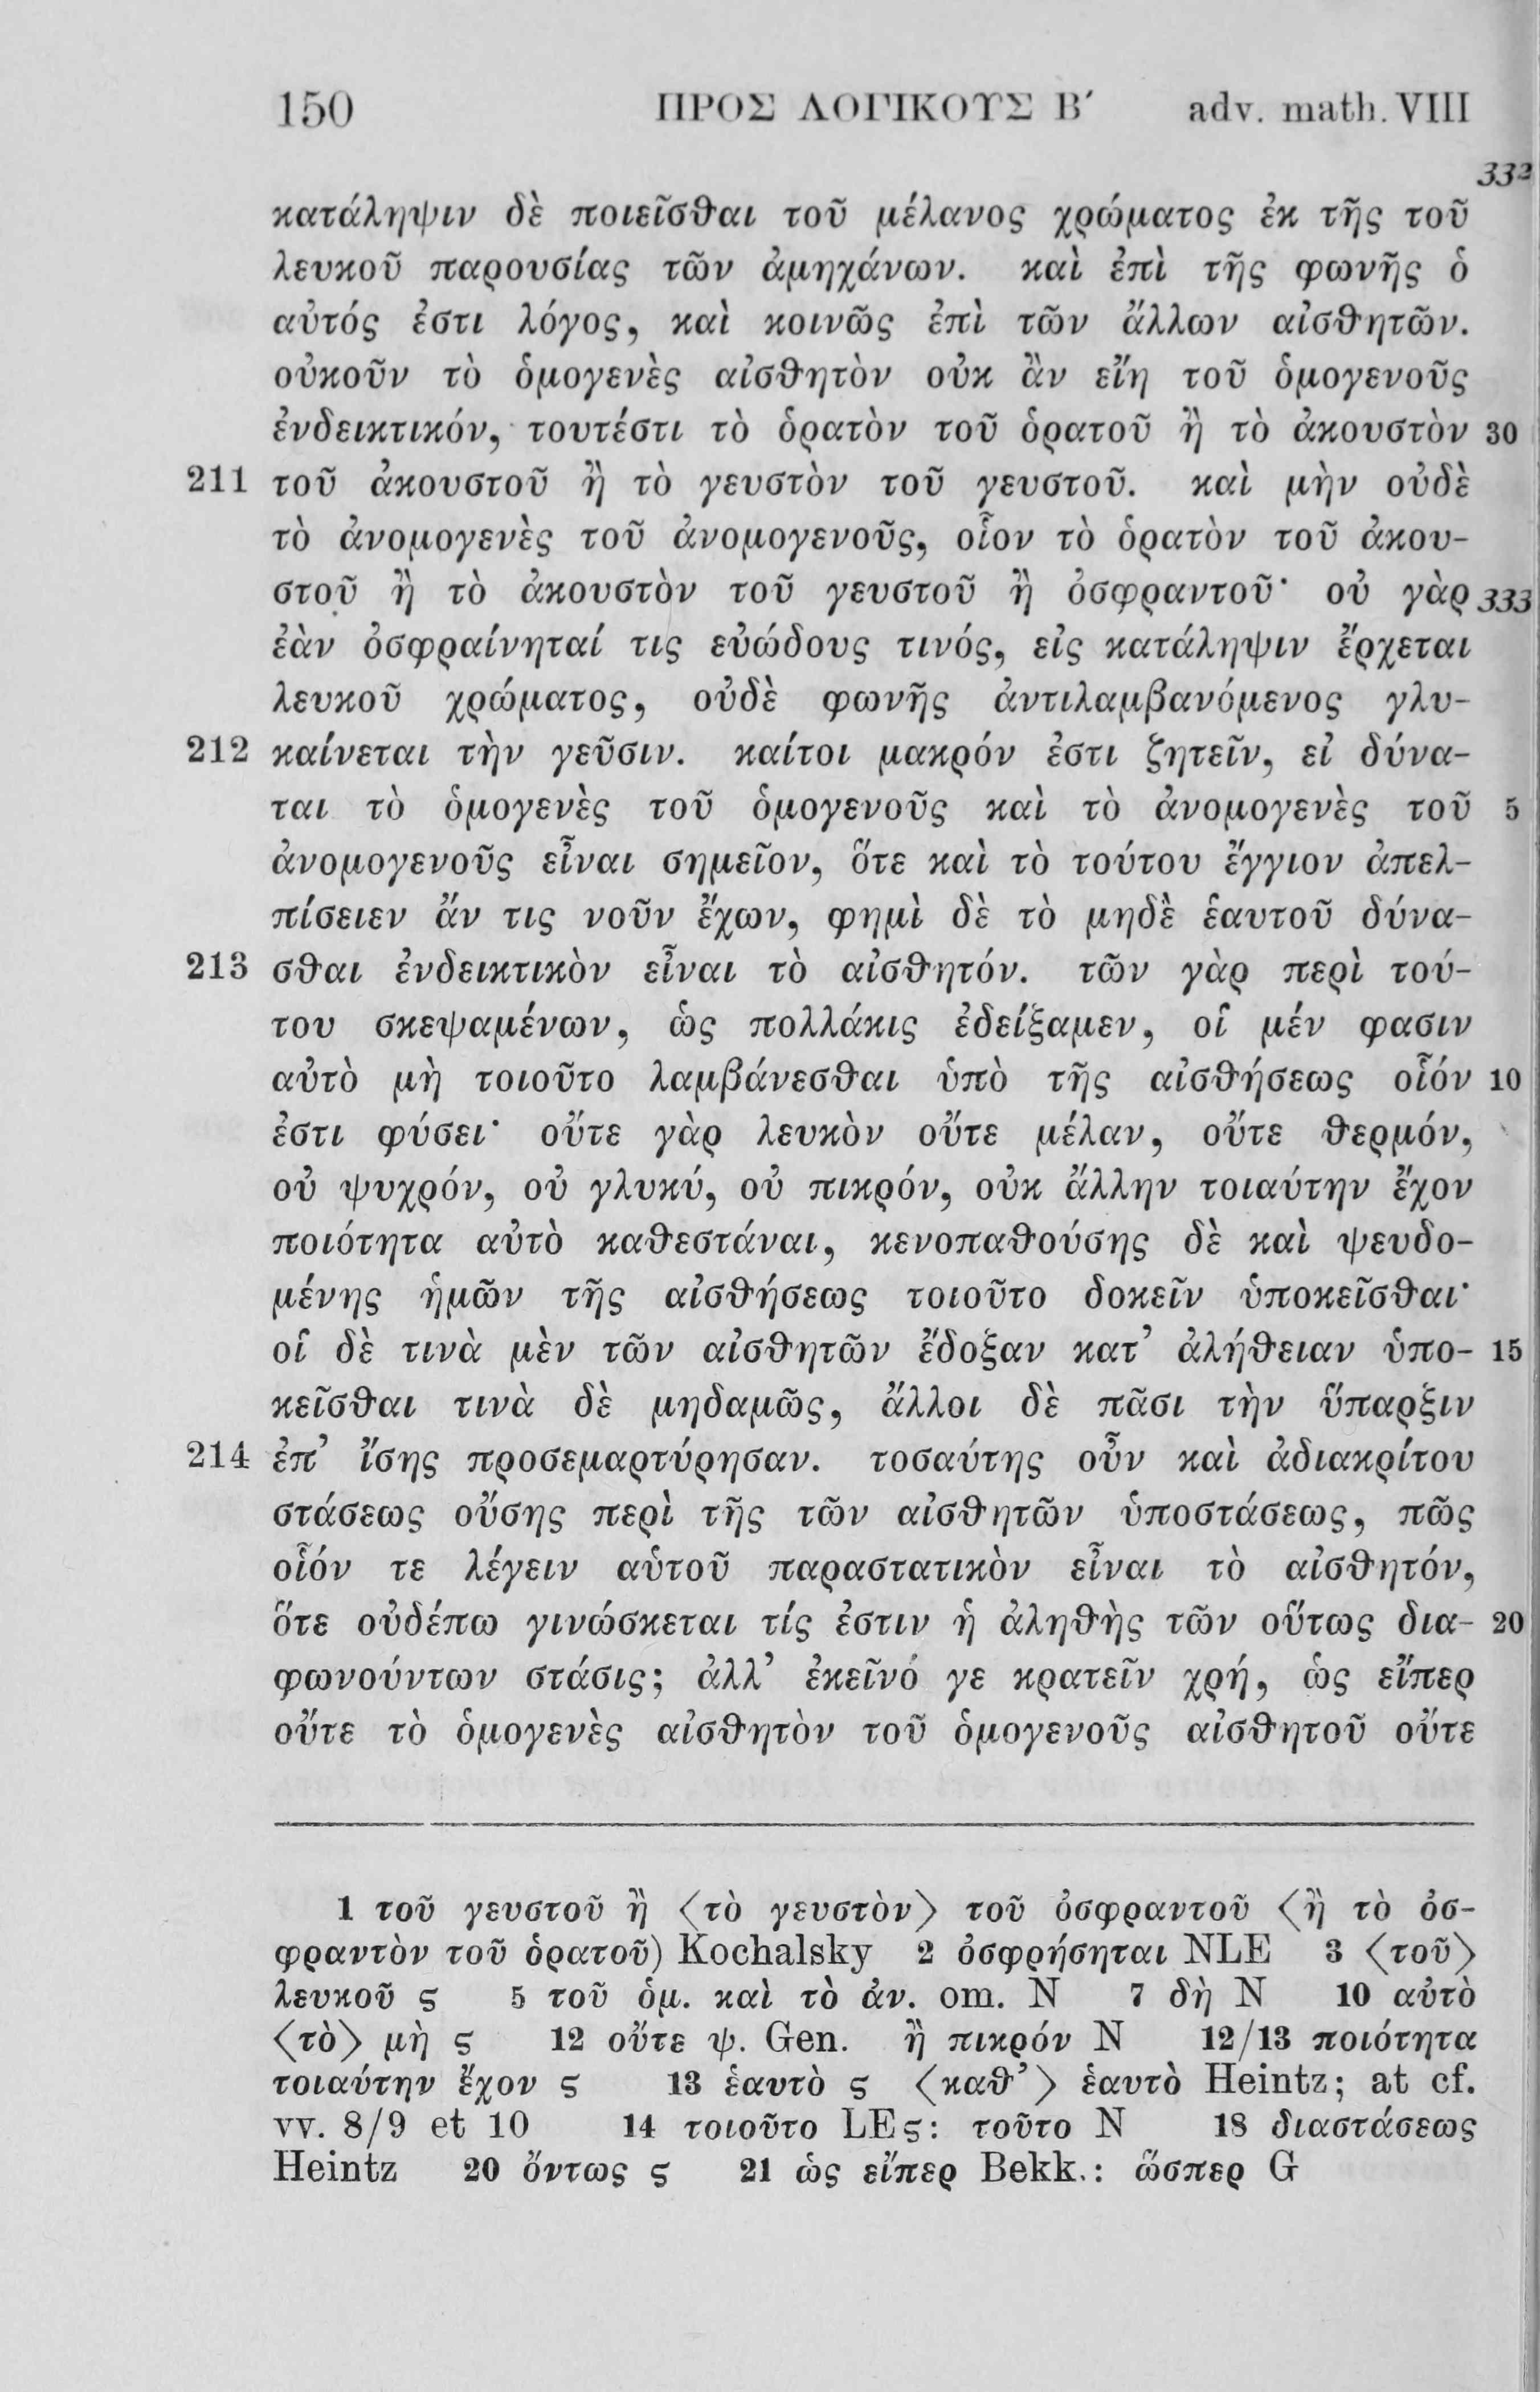 150 ΠΡΟΣ ΛΟΓΙΚΟΥΣ Β′ adv. math. VIII
332
κατάληψιν δὲ ποιεῖσθαι τοῦ μέλανος χρώματος ἐκ τῆς τοῦ
λευκοῦ παρουσίας τῶν ἀμηχάνων. καὶ ἐπὶ τῆς φωνῆς ὁ
αὐτός ἐστι λόγος, καὶ κοινῶς ἐπὶ τῶν ἄλλων αἰσθητῶν.
οὐκοῦν τὸ ὁμογενὲς αἰσθητὸν οὐκ ἂν εἴη τοῦ ὁμογενοῦς
ἐνδεικτικόν, τουτέστι τὸ ὁρατὸν τοῦ ὁρατοῦ ἢ τὸ ἀκουστὸν 30
211 τοῦ ἀκουστοῦ ἢ τὸ γευστὸν τοῦ γευστοῦ. καὶ μὴν οὐδὲ
τὸ ἀνομογενὲς τοῦ ἀνομογενοῦς, οἷον τὸ ὁρατὸν τοῦ ἀκου-
στοῦ ἢ τὸ ἀκουστὸν τοῦ γευστοῦ ἢ ὀσφραντοῦ· οὐ γὰρ 333
ἐὰν ὀσφραίνηταί τις εὐώδους τινός, εἰς κατάληψιν ἔρχεται
λευκοῦ χρώματος, οὐδὲ φωνῆς ἀντιλαμβανόμενος γλυ-
212 καίνεται τὴν γεῦσιν. καίτοι μακρόν ἐστι ζητεῖν, εἰ δύνα-
ται τὸ ὁμογενὲς τοῦ ὁμογενοῦς καὶ τὸ ἀνομογενὲς τοῦ 5
ἀνομογενοῦς εἶναι σημεῖον, ὅτε καὶ τὸ τούτου ἔγγιον ἀπελ-
πίσειεν ἄν τις νοῦν ἔχων, φημὶ δὲ τὸ μηδὲ ἑαυτοῦ δύνα-
213 σθαι ἐνδεικτικὸν εἶναι τὸ αἰσθητόν. τῶν γὰρ περὶ τού-
του σκεψαμένων, ὡς πολλάκις ἐδείξαμεν, οἵ μέν φασιν
αὐτὸ μὴ τοιοῦτο λαμβάνεσθαι ὑπὸ τῆς αἰσθήσεως οἷόν 10
ἐστι φύσει· οὔτε γὰρ λευκὸν οὔτε μέλαν, οὔτε θερμόν,
οὐ ψυχρόν, οὐ γλυκύ, οὐ πικρόν, οὐκ ἄλλην τοιαύτην ἔχον
ποιότητα αὐτὸ καθεστάναι, κενοπαθούσης δὲ καὶ ψευδο-
μένης ἡμῶν τῆς αἰσθήσεως τοιοῦτο δοκεῖν ὑποκεῖσθαι·
οἵ δὲ τινὰ μὲν τῶν αἰσθητῶν ἔδοξαν κατ’ ἀλήθειαν ὑπο- 15
κεῖσθαι τινὰ δὲ μηδαμῶς, ἄλλοι δὲ πᾶσι τὴν ὕπαρξιν
214 ἐπ’ ἴσης προσεμαρτύρησαν. τοσαύτης οὖν καὶ ἀδιακρίτου
στάσεως οὔσης περὶ τῆς τῶν αἰσθητῶν ὑποστάσεως, πῶς
οἷόν τε λέγειν αὑτοῦ παραστατικὸν εἶναι τὸ αἰσθητόν,
ὅτε οὐδέπω γινώσκεται τίς ἐστιν ἡ ἀληθὴς τῶν οὕτως δια- 20
φωνούντων στάσις; ἀλλ’ ἐκεῖνό γε κρατεῖν χρή, ὡς εἴπερ
οὔτε τὸ ὁμογενὲς αἰσθητὸν τοῦ ὁμογενοῦς αἰσθητοῦ οὔτε
1 τοῦ γευστοῦ ἢ ⟨τὸ γευστὸν⟩ τοῦ ὀσφραντοῦ ⟨ἢ τὸ ὀσ-
φραντὸν τοῦ ὁρατοῦ) Kochalsky 2 ὀσφρήσηται NLE 3 ⟨τοῦ⟩
λευκοῦ ς 5 τοῦ ὁμ. καὶ τὸ ἀν. om. N 7 δὴ N 10 αὐτὸ
⟨τὸ⟩ μὴ ς 12 οὔτε ψ. Gen. ἢ πικρόν N 12/13 ποιότητα
τοιαύτην ἔχον ς 13 ἑαυτὸ ς ⟨καθ’⟩ ἑαυτὸ Heintz; at cf.
vv. 8/9 et 10 14 τοιοῦτο LEς: τοῦτο N 18 διαστάσεως
Heintz 20 ὄντως ς 21 ὡς εἴπερ Bekk.: ὥσπερ G